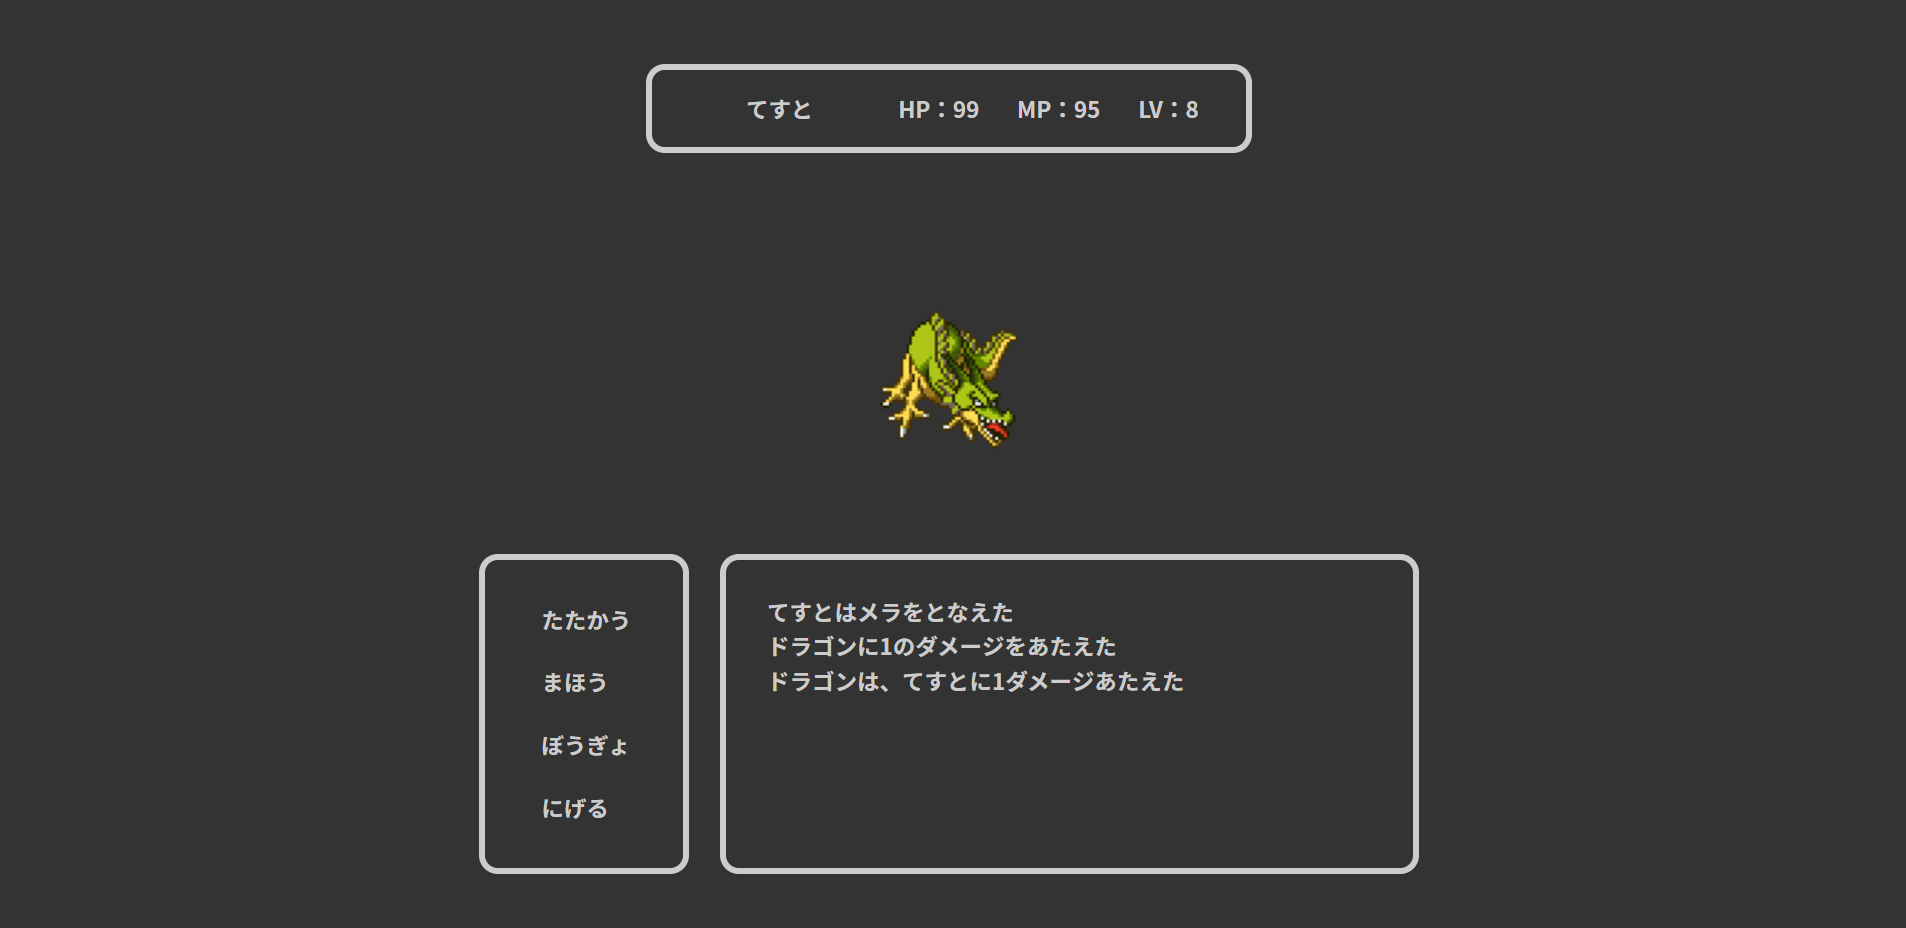 てすと HP：99 MP：95 LV：8
たたかう
まほう
ぼうぎょ
にげる
てすとはメラをとなえた
ドラゴンに1のダメージをあたえた
ドラゴンは、てすとに1ダメージあたえた